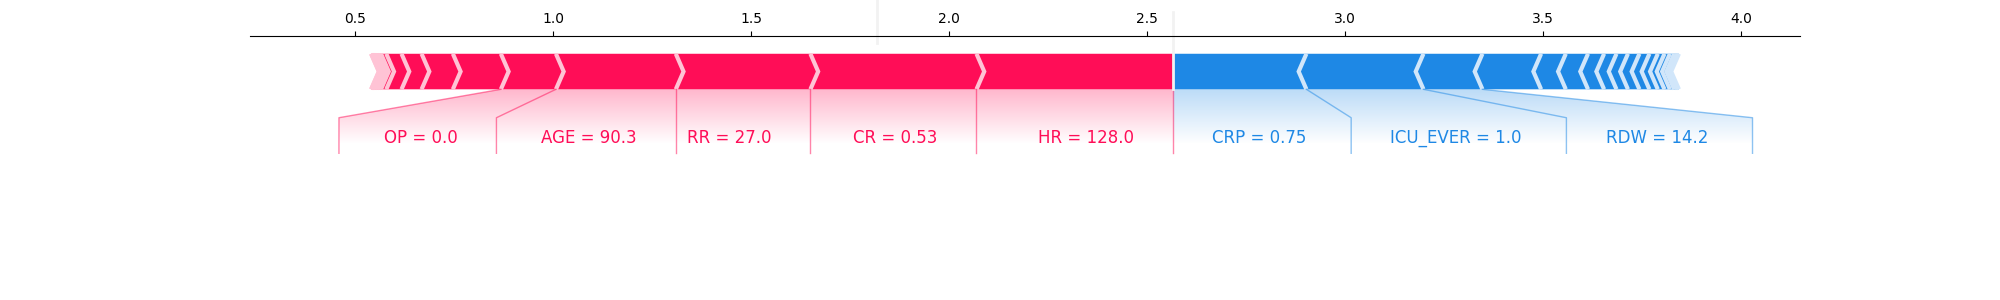 0.5 1.0 1.5 2.0 2.5 3.0 3.5 4.0
OP = 0.0 AGE = 90.3 RR = 27.0 CR = 0.53 HR = 128.0 CRP = 0.75 ICU_EVER = 1.0 RDW = 14.2